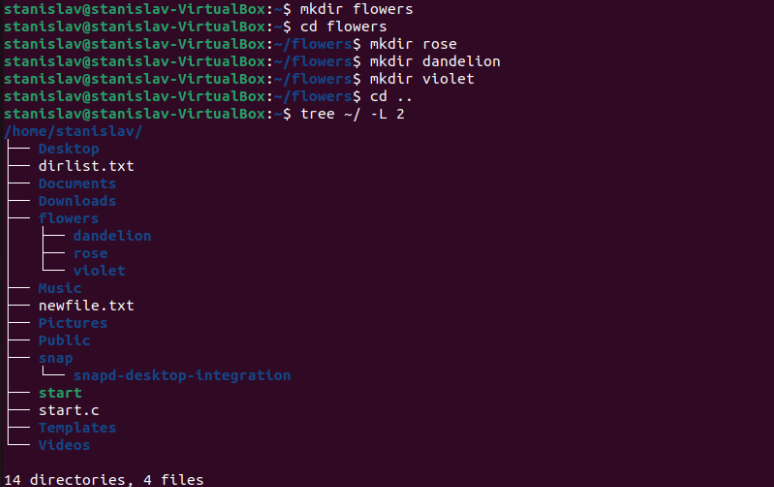 stanislav@stanislav-VirtualBox:~$ mkdir flowers
stanislav@stanislav-VirtualBox:~$ cd flowers
stanislav@stanislav-VirtualBox:~/flowers$ mkdir rose
stanislav@stanislav-VirtualBox:~/flowers$ mkdir dandelion
stanislav@stanislav-VirtualBox:~/flowers$ mkdir violet
stanislav@stanislav-VirtualBox:~/flowers$ cd ..
stanislav@stanislav-VirtualBox:~$ tree ~/ -L 2
/home/stanislav/
├── Desktop
├── dirlist.txt
├── Documents
├── Downloads
├── flowers
│   ├── dandelion
│   ├── rose
│   └── violet
├── Music
├── newfile.txt
├── Pictures
├── Public
├── snap
│   └── snapd-desktop-integration
├── start
├── start.c
├── Templates
└── Videos
14 directories, 4 files